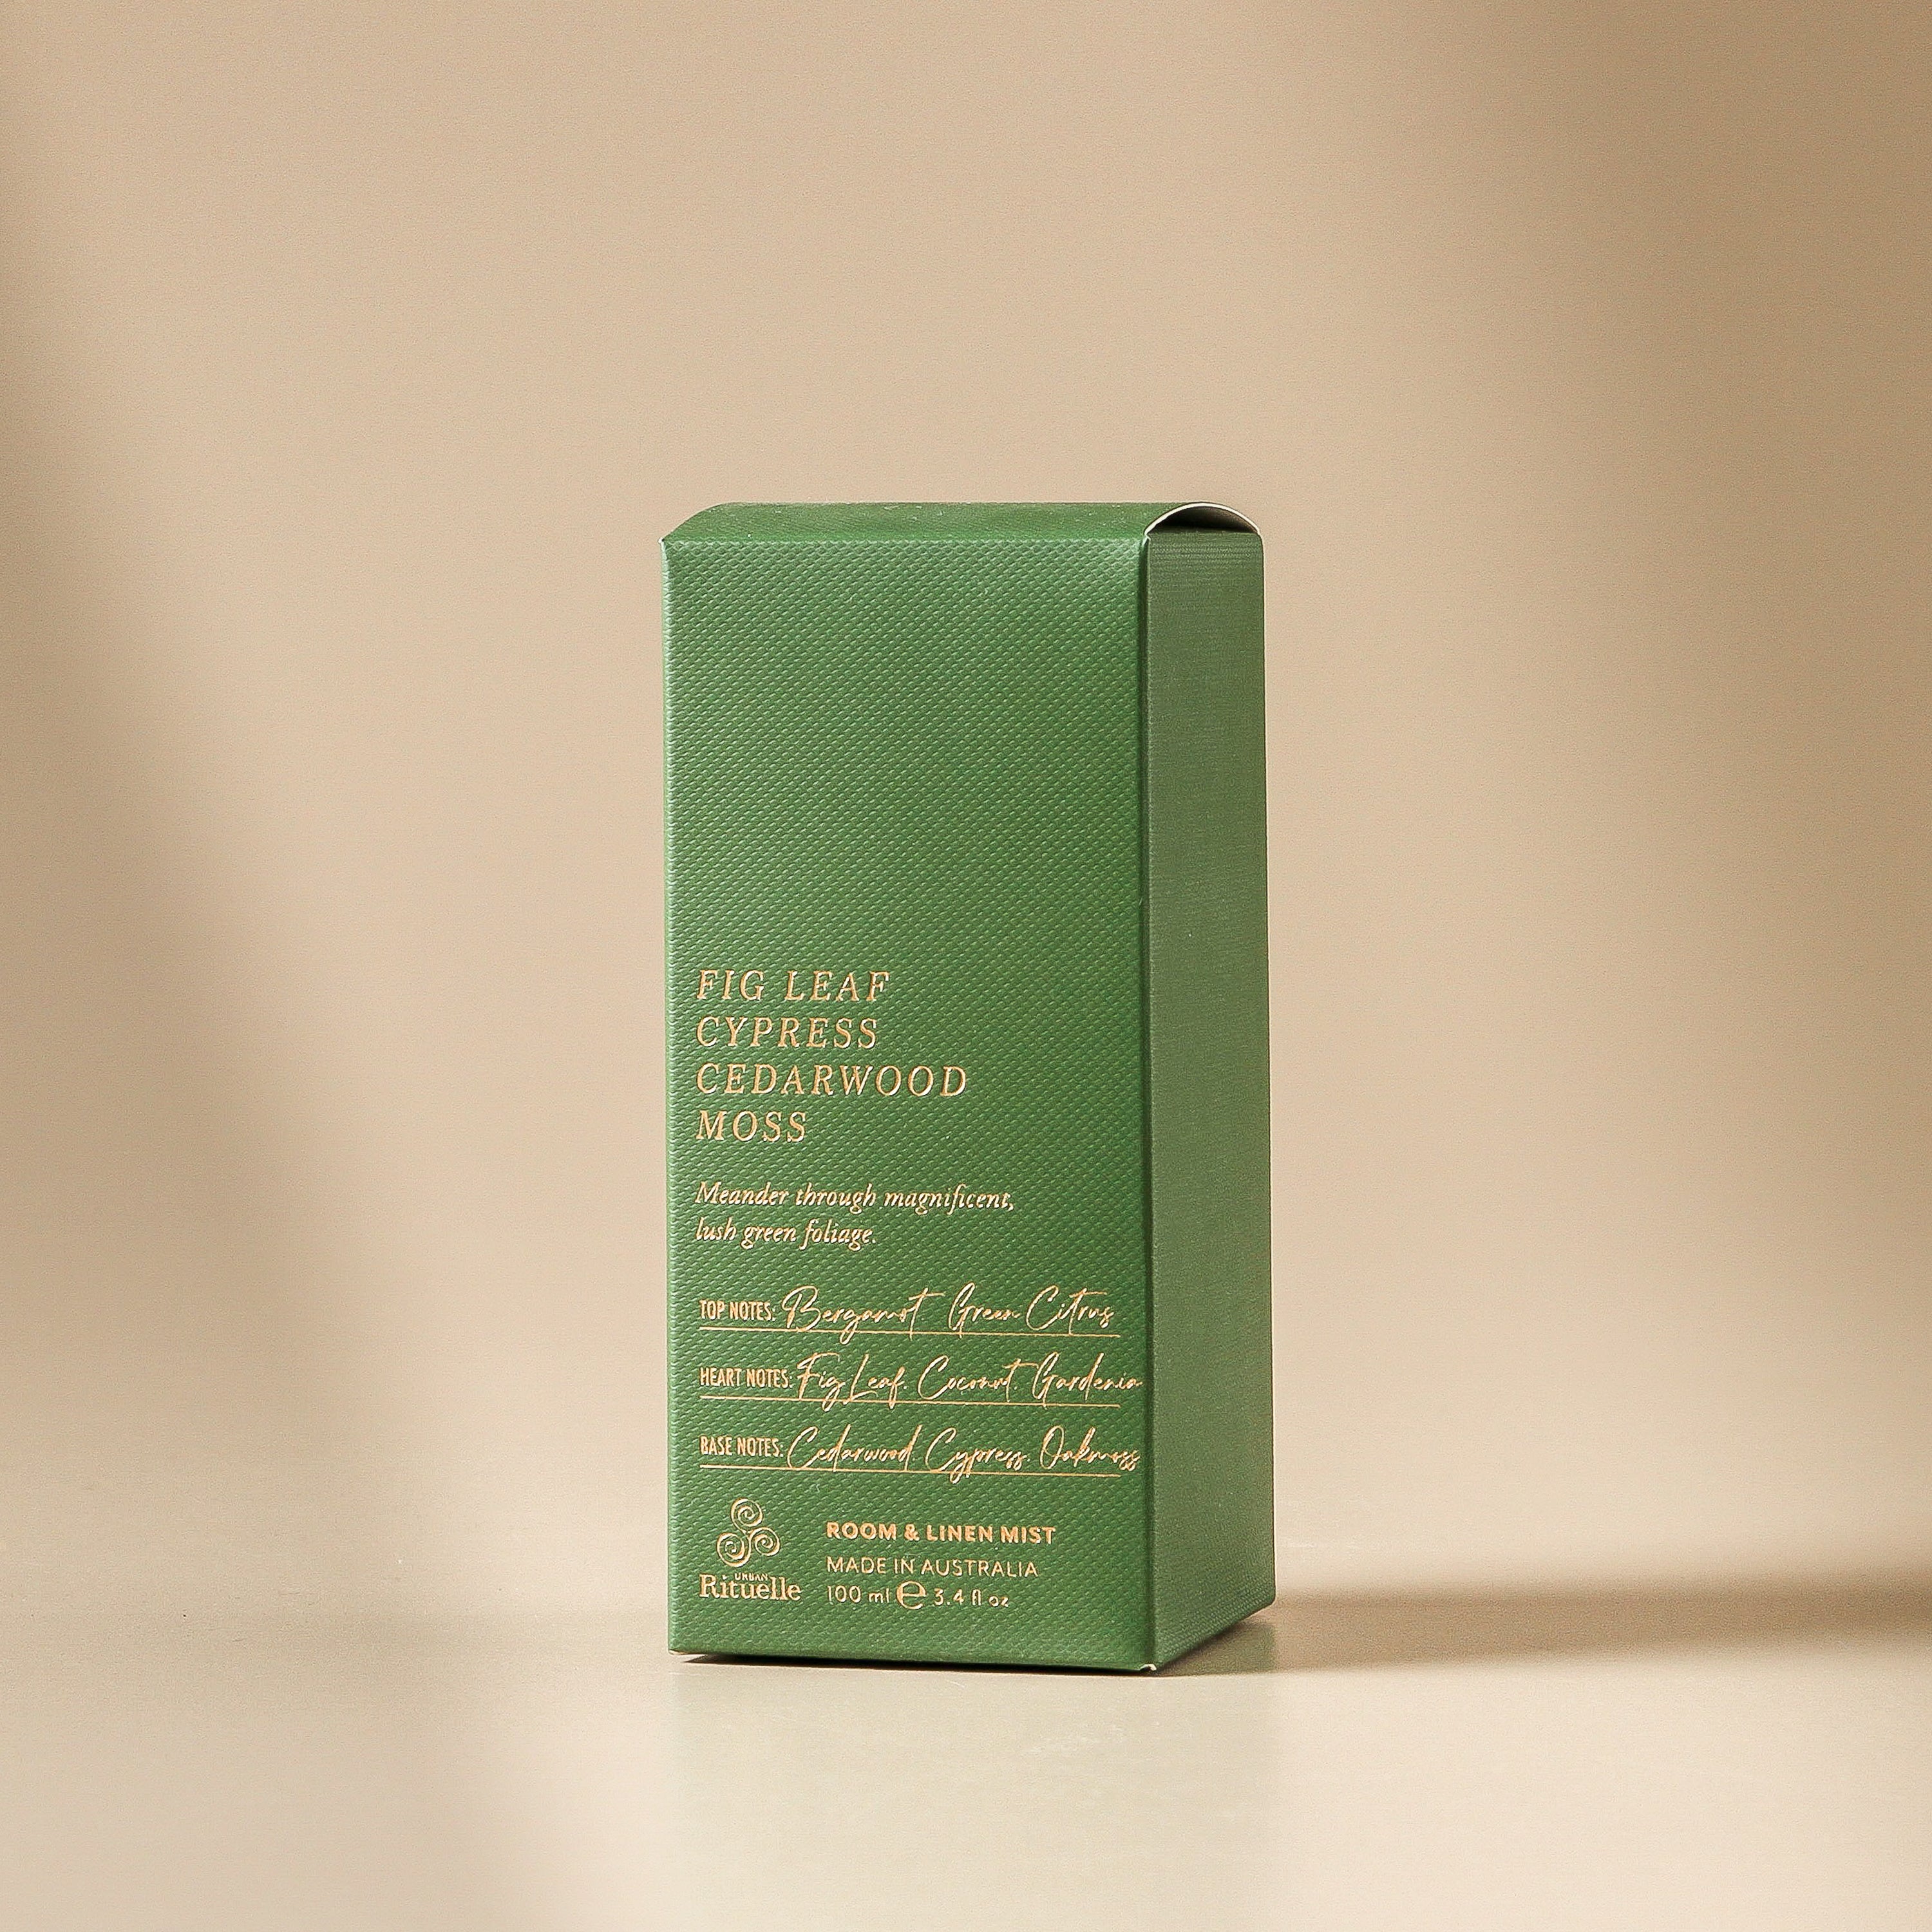 FIG LEAF
CYPRESS
CEDARWOOD
MOSS
Meander through magnificent,
lush green foliage.
TOP NOTES: Bergamot Green Citrus
HEART NOTES: Fig Leaf. Coconut. Gardenia
BASE NOTES: Cedarwood. Cypress. Oakmoss
URBAN
Rituelle
ROOM & LINEN MIST
MADE IN AUSTRALIA
100 ml ℮ 3.4 fl oz